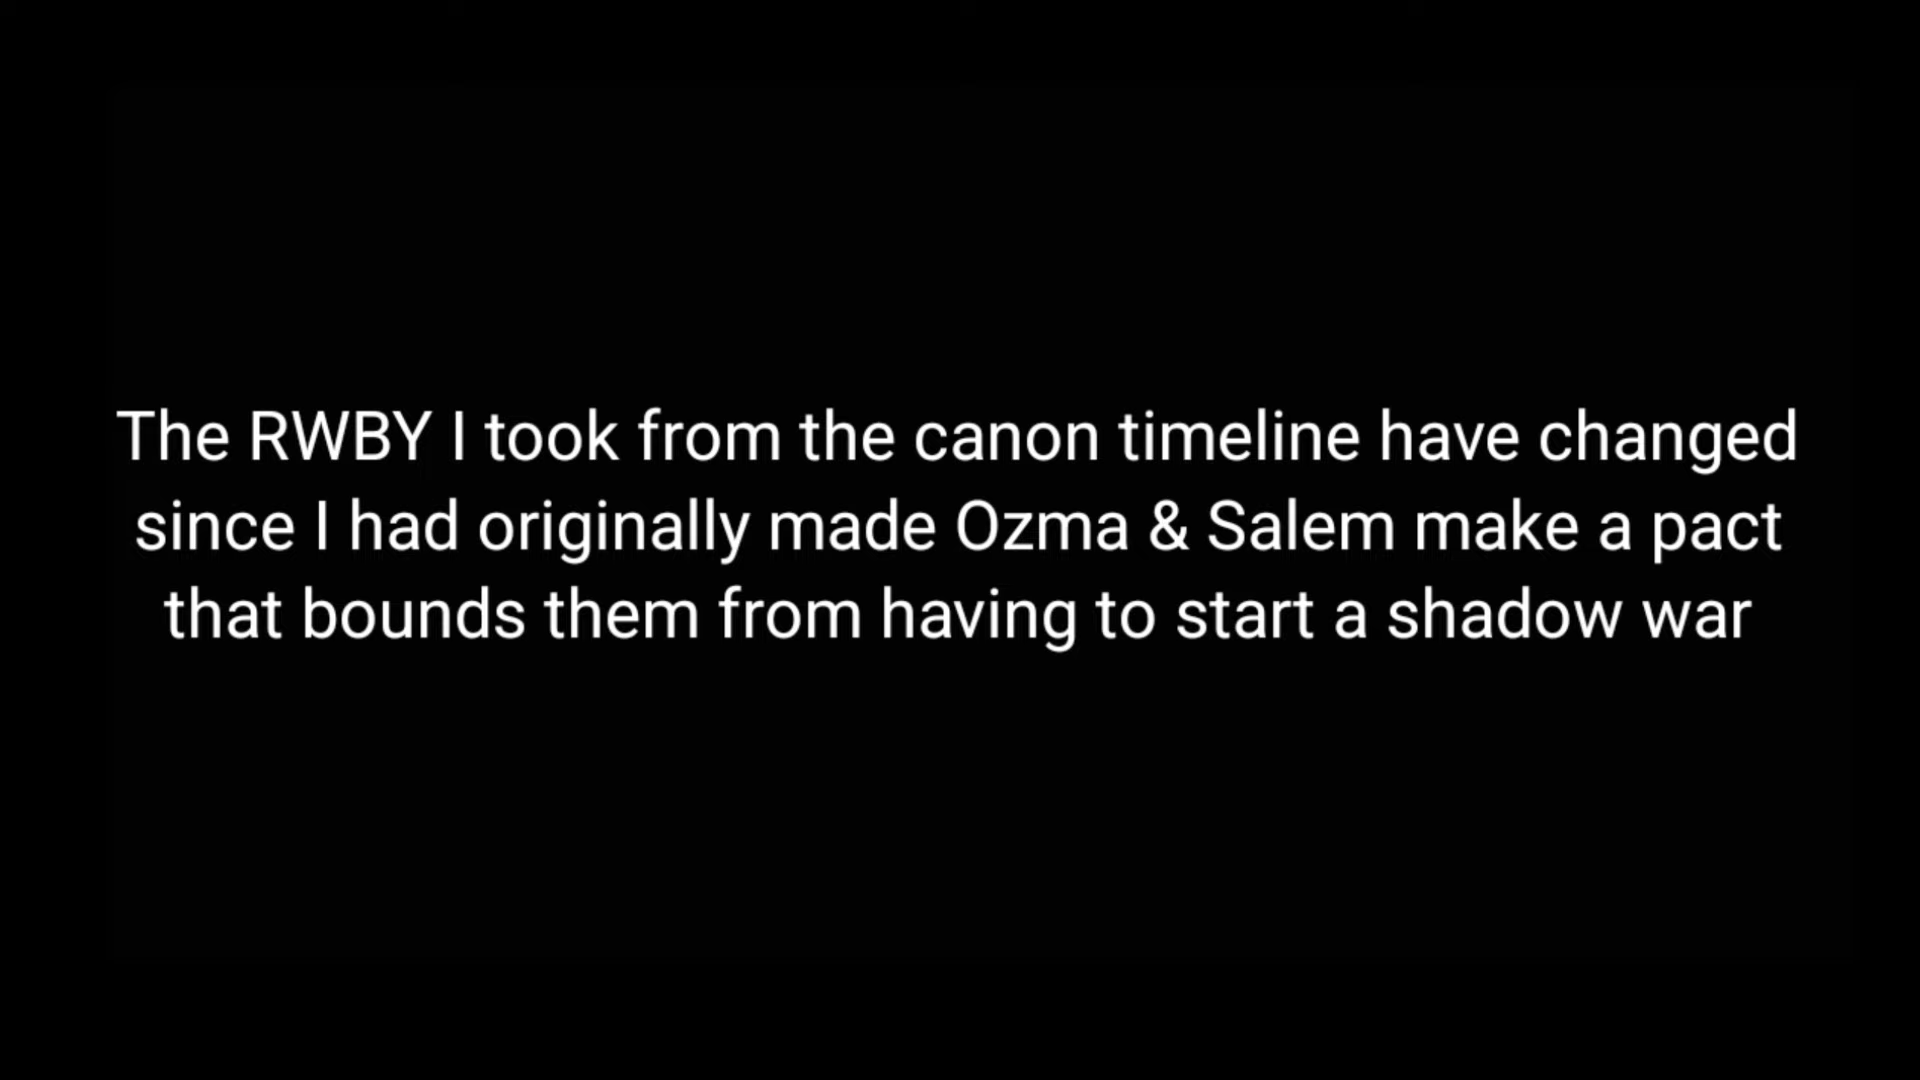 The RWBY I took from the canon timeline have changed
since I had originally made Ozma & Salem make a pact
that bounds them from having to start a shadow war